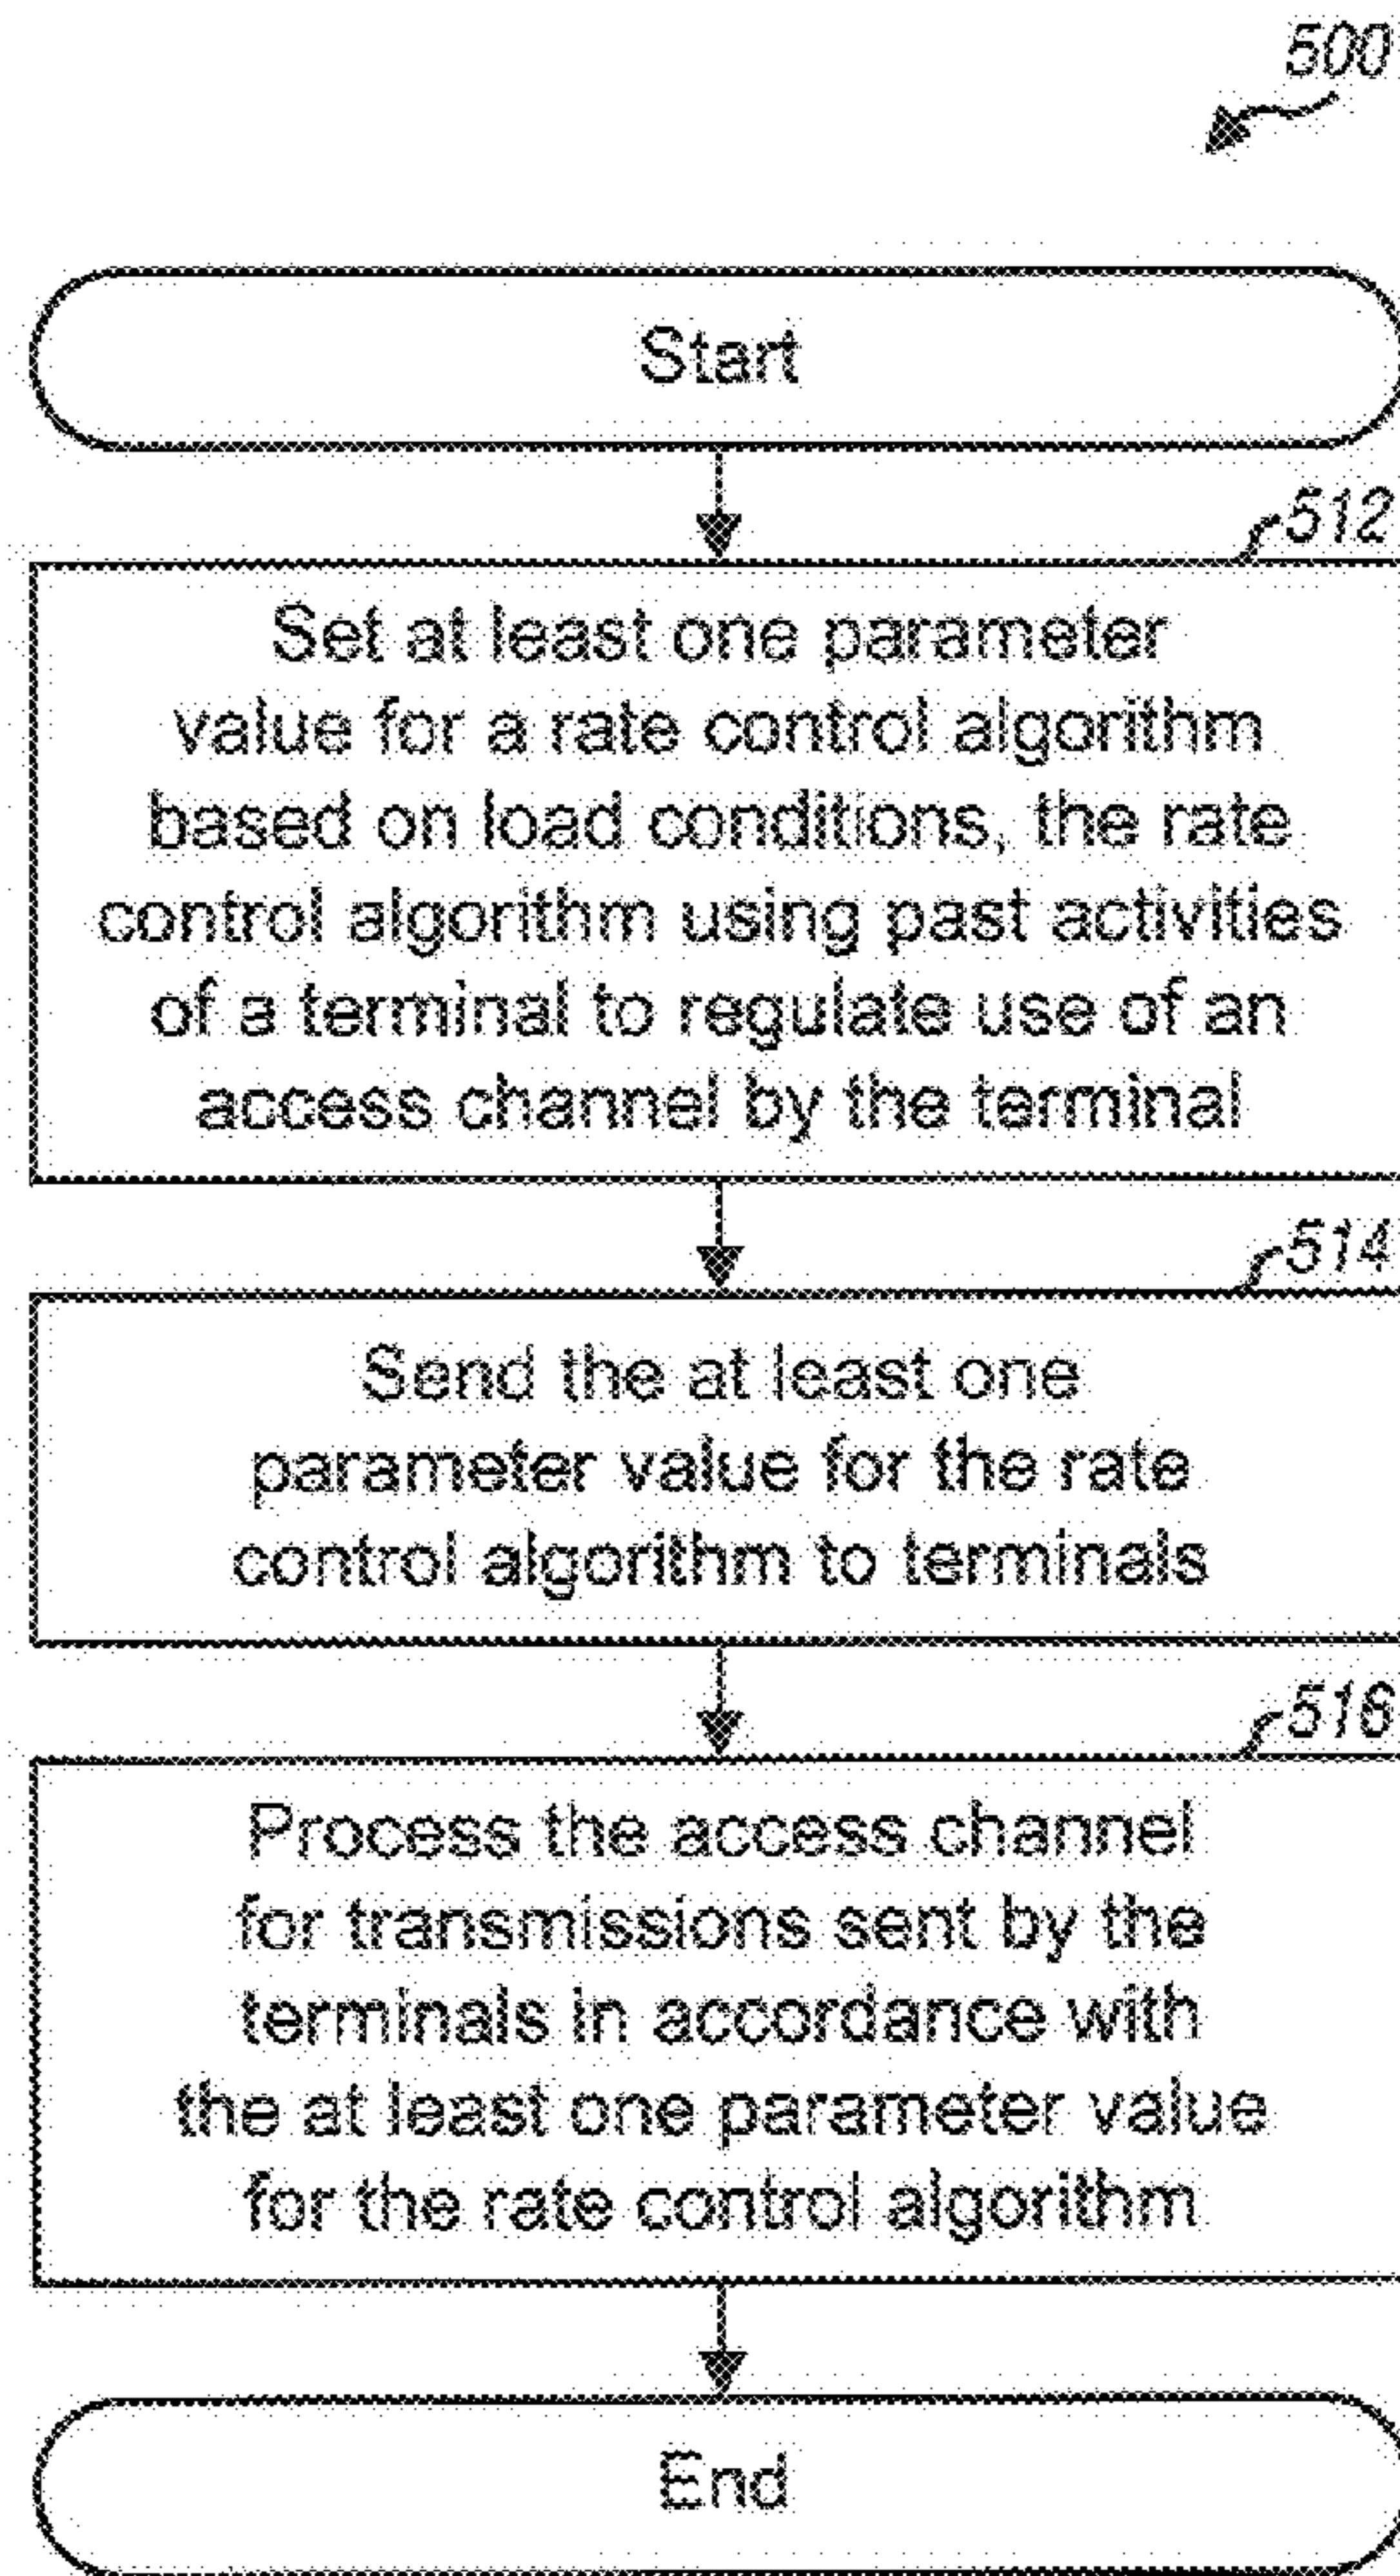 500
Start
512
Set at least one parameter
value for a rate control algorithm
based on load conditions, the rate
control algorithm using past activities
of a terminal to regulate use of an
access channel by the terminal
514
Send the at least one
parameter value for the rate
control algorithm to terminals
516
Process the access channel
for transmissions sent by the
terminals in accordance with
the at least one parameter value
for the rate control algorithm
End